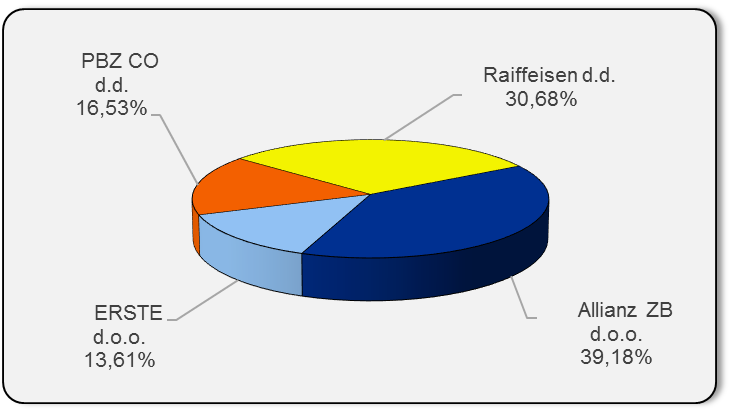 PBZ CO
d.d.
16,53%
Raiffeisen d.d.
30,68%
ERSTE
d.o.o.
13,61%
Allianz ZB
d.o.o.
39,18%